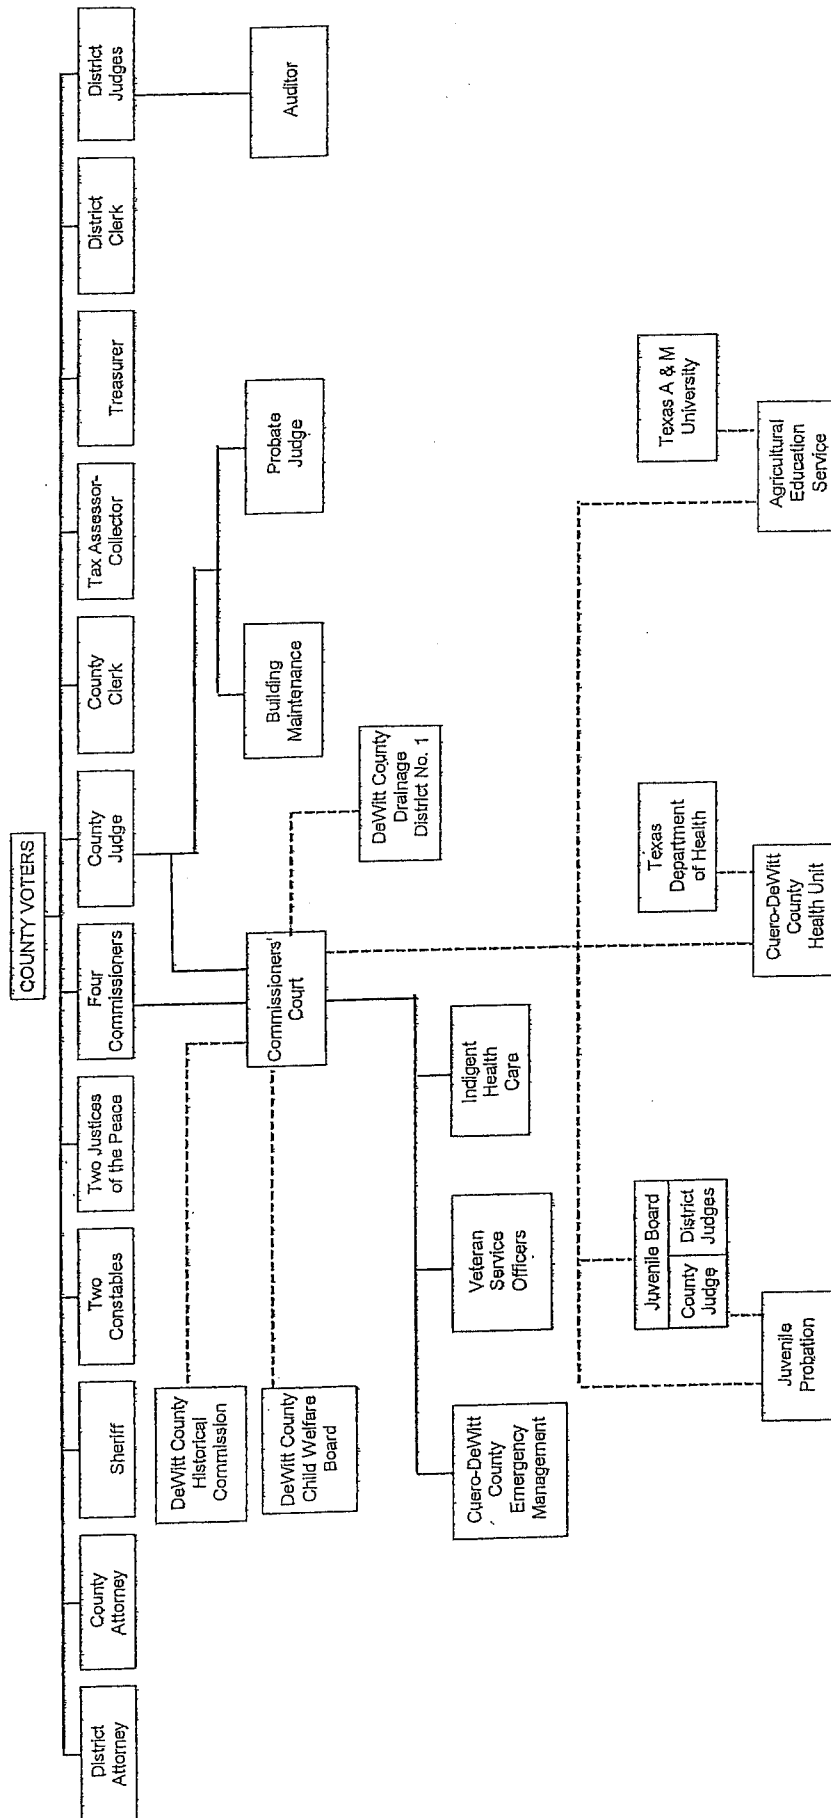 COUNTY VOTERS
District
Attorney
County
Attorney
Sheriff
Two
Constables
Two Justices
of the Peace
Four
Commissioners
County
Judge
County
Clerk
Tax Assessor-
Collector
Treasurer
District
Clerk
District
Judges
DeWitt County
Historical
Commission
DeWitt County
Child Welfare
Board
Commissioners'
Court
Building
Maintenance
Probate
Judge
Auditor
DeWitt County
Drainage
District No. 1
Cuero-DeWitt
County
Emergency
Management
Veteran
Service
Officers
Indigent
Health
Care
Juvenile Board
County
Judge
District
Judges
Texas
Department
of Health
Texas A & M
University
Juvenile
Probation
Cuero-DeWitt
County
Health Unit
Agricultural
Education
Service